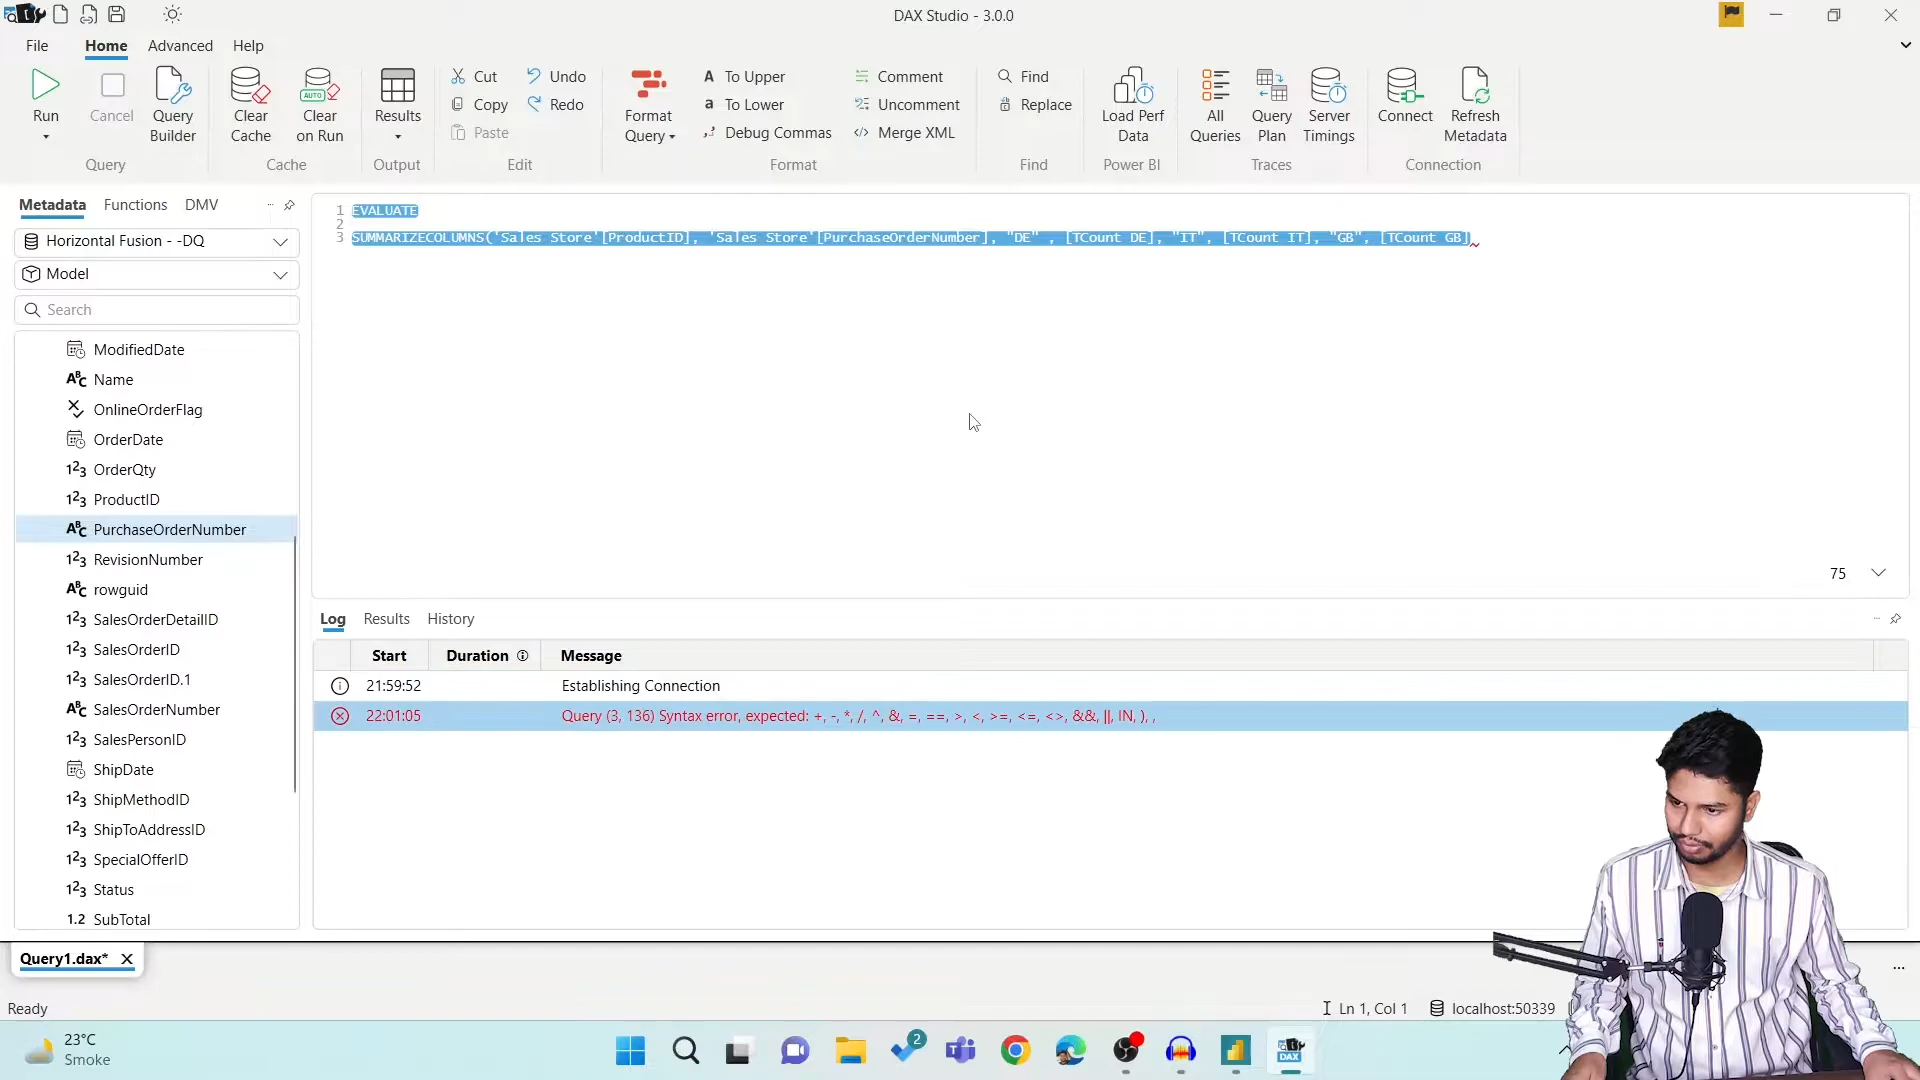 DAX Studio - 3.0.0
File Home Advanced Help
Run Cancel Query Builder
Query
Clear Cache AUTO Clear on Run
Cache
Results
Output
Cut Undo
Copy Redo
Paste
Edit
Format Query
A To Upper Comment
a To Lower Uncomment
Debug Commas Merge XML
Format
Find
Replace
Find
Load Perf Data
Power BI
All Queries Query Plan Server Timings
Traces
Connect Refresh Metadata
Connection
Metadata Functions DMV
Horizontal Fusion - -DQ
Model
Search
ModifiedDate
Name
OnlineOrderFlag
OrderDate
OrderQty
ProductID
PurchaseOrderNumber
RevisionNumber
rowguid
SalesOrderDetailID
SalesOrderID
SalesOrderID.1
SalesOrderNumber
SalesPersonID
ShipDate
ShipMethodID
ShipToAddressID
SpecialOfferID
Status
1.2 SubTotal
1 EVALUATE
2
3 SUMMARIZECOLUMNS('Sales Store'[ProductID], 'Sales Store'[PurchaseOrderNumber], "DE" , [TCount DE], "IT", [TCount IT], "GB", [TCount GB]
75
Log Results History
Start Duration Message
21:59:52 Establishing Connection
22:01:05 Query (3, 136) Syntax error, expected: +, -, *, /, ^, &, =, ==, >, <, >=, <=, <>, &&, ||, IN, ), ,
Query1.dax*
Ready
Ln 1, Col 1 localhost:50339
23°C
Smoke
2
DAX